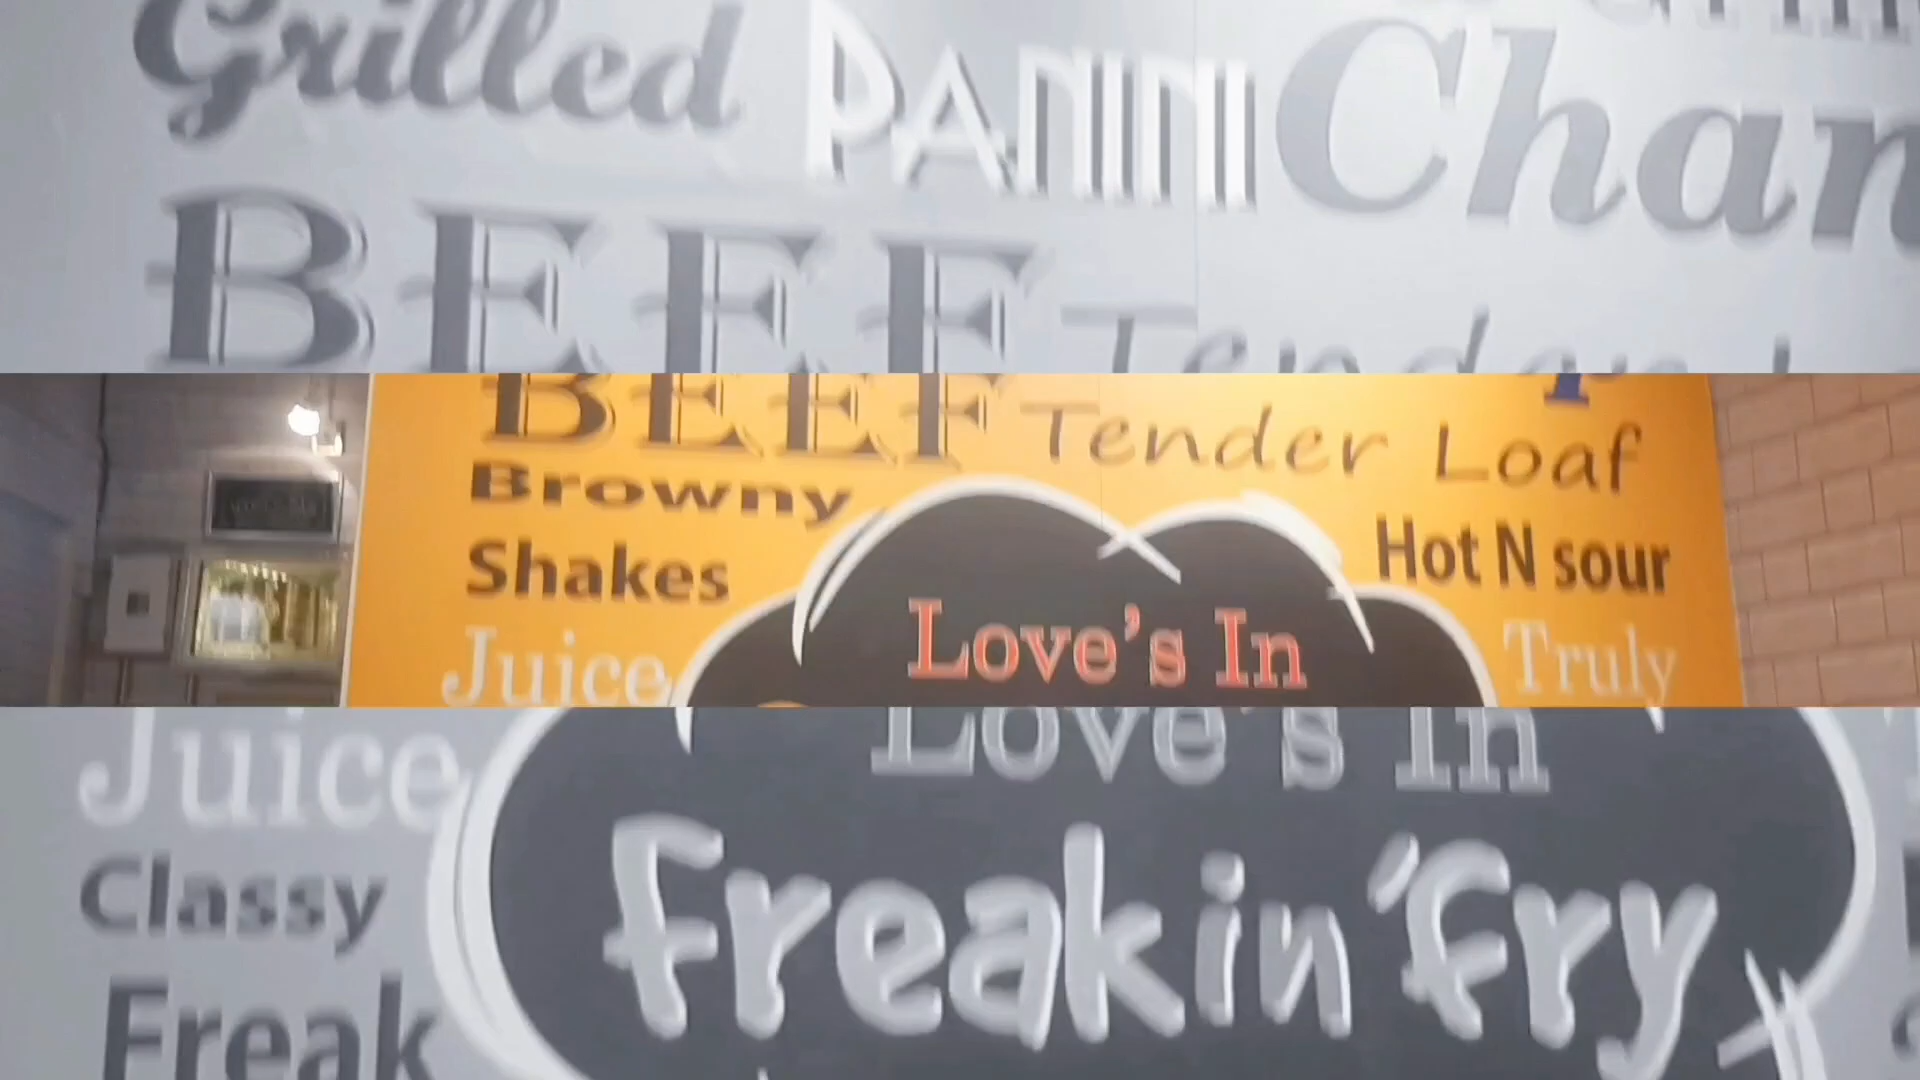 Grilled PANINI Chan
BEEF Tender L
BEEF Tender Loaf
Browny
Shakes
Hot N sour
Juice
Love's In
Truly
Juice
Love's In
Classy
Freakin' Fry
Freak